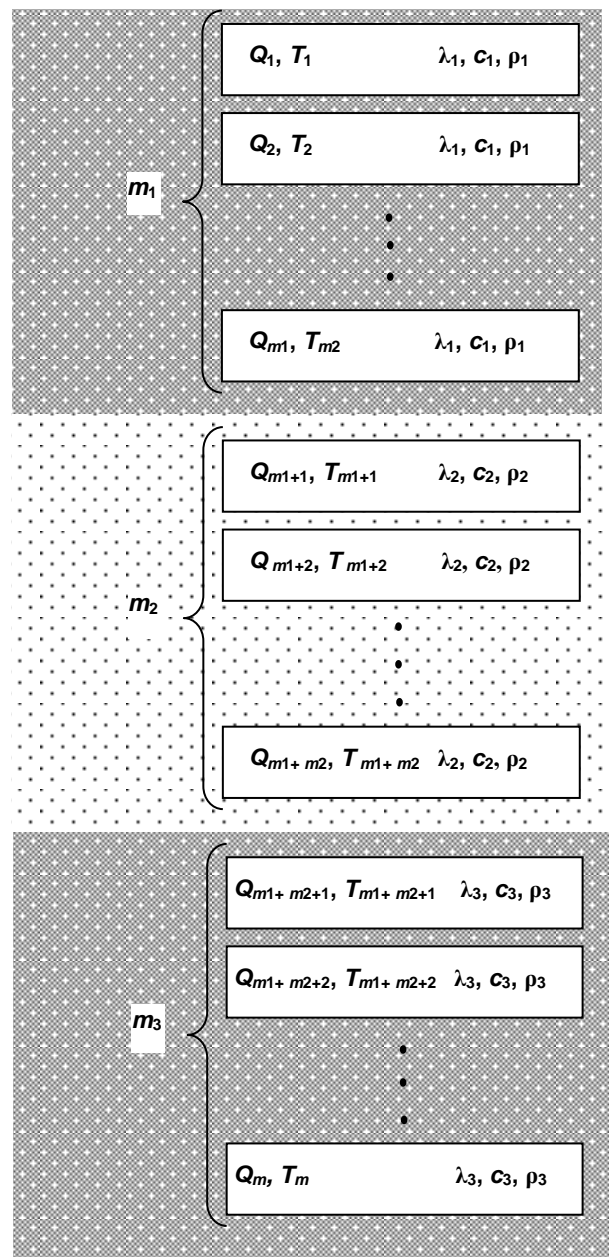 Q₁, T₁ λ₁, c₁, ρ₁
Q₂, T₂ λ₁, c₁, ρ₁
m₁
Qₘ₁, Tₘ₂ λ₁, c₁, ρ₁
Qₘ₁₊₁, Tₘ₁₊₁ λ₂, c₂, ρ₂
Qₘ₁₊₂, Tₘ₁₊₂ λ₂, c₂, ρ₂
m₂
Qₘ₁₊ ₘ₂, Tₘ₁₊ ₘ₂ λ₂, c₂, ρ₂
Qₘ₁₊ ₘ₂₊₁, Tₘ₁₊ ₘ₂₊₁ λ₃, c₃, ρ₃
Qₘ₁₊ ₘ₂₊₂, Tₘ₁₊ ₘ₂₊₂ λ₃, c₃, ρ₃
m₃
Qₘ, Tₘ λ₃, c₃, ρ₃